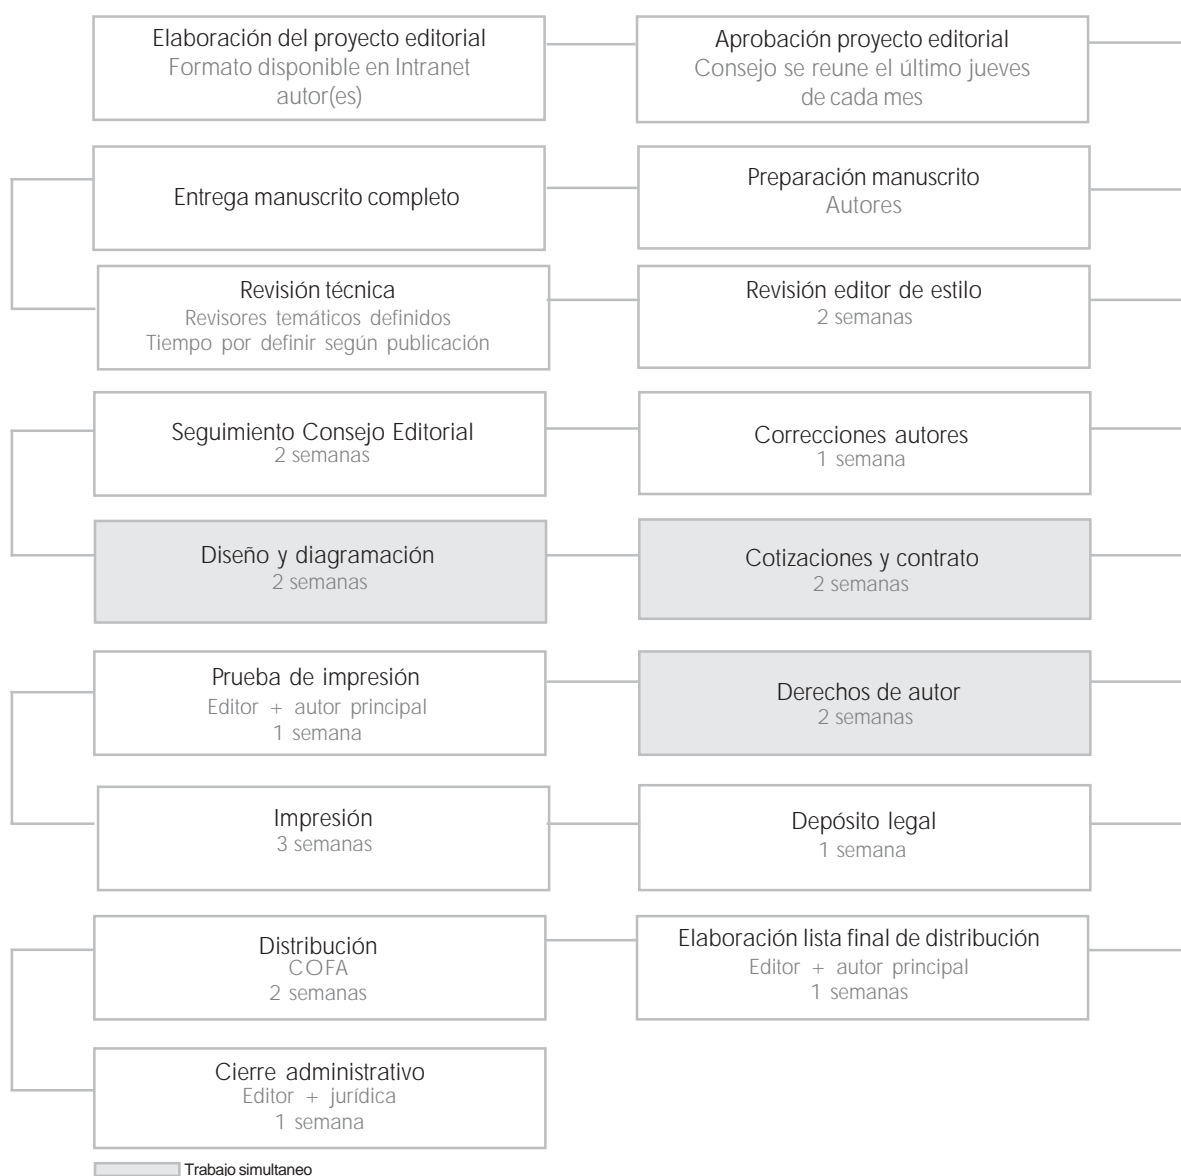 Elaboración del proyecto editorial
Formato disponible en Intranet
autor(es)
Aprobación proyecto editorial
Consejo se reune el último jueves
de cada mes
Entrega manuscrito completo
Preparación manuscrito
Autores
Revisión técnica
Revisores temáticos definidos
Tiempo por definir según publicación
Revisión editor de estilo
2 semanas
Seguimiento Consejo Editorial
2 semanas
Correcciones autores
1 semana
Diseño y diagramación
2 semanas
Cotizaciones y contrato
2 semanas
Prueba de impresión
Editor + autor principal
1 semana
Derechos de autor
2 semanas
Impresión
3 semanas
Depósito legal
1 semana
Distribución
COFA
2 semanas
Elaboración lista final de distribución
Editor + autor principal
1 semanas
Cierre administrativo
Editor + jurídica
1 semana
Trabajo simultaneo